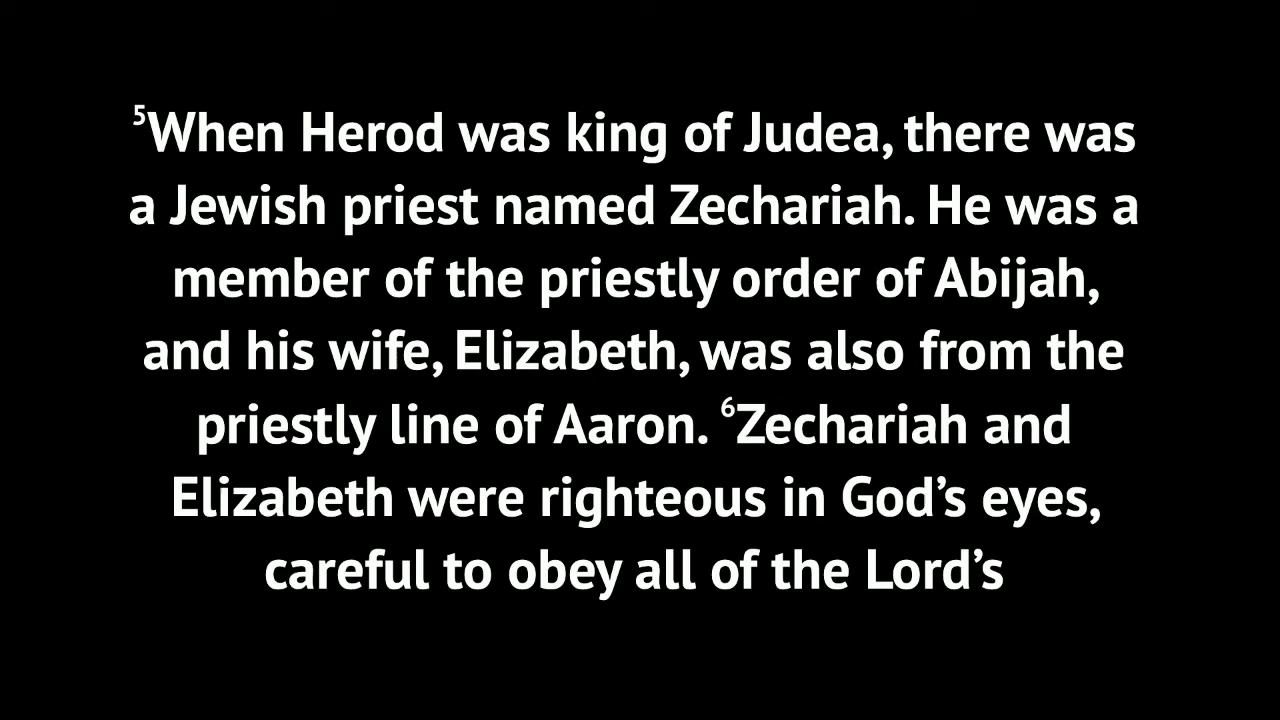 ⁵When Herod was king of Judea, there was
a Jewish priest named Zechariah. He was a
member of the priestly order of Abijah,
and his wife, Elizabeth, was also from the
priestly line of Aaron. ⁶Zechariah and
Elizabeth were righteous in God’s eyes,
careful to obey all of the Lord’s